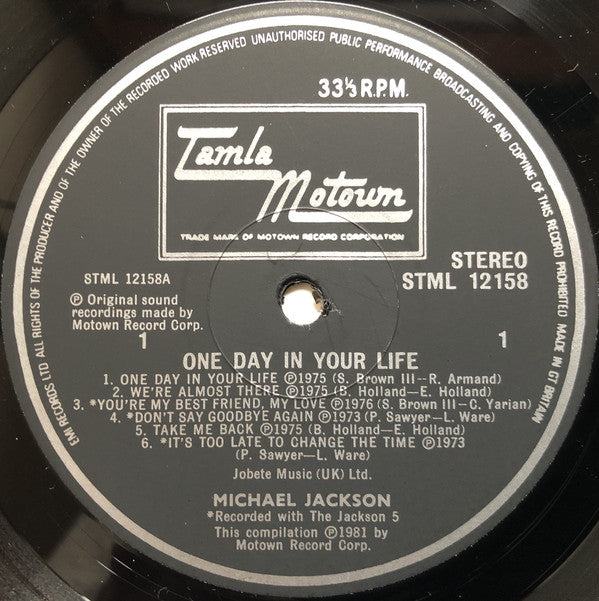 EMI RECORDS LTD ALL RIGHTS OF THE PRODUCER AND OF THE OWNER OF THE RECORDED WORK RESERVED UNAUTHORISED PUBLIC PERFORMANCE BROADCASTING AND COPYING OF THIS RECORD PROHIBITED MADE IN GT BRITAIN
33⅓ R.P.M.
Tamla
Motown
TRADE MARK OF MOTOWN RECORD CORPORATION
STEREO
STML 12158A
STML 12158
℗ Original sound
recordings made by
Motown Record Corp.
1
1
ONE DAY IN YOUR LIFE
1. ONE DAY IN YOUR LIFE ℗1975 (S. Brown III—R. Armand)
2. WE'RE ALMOST THERE ℗1975 (B. Holland—E. Holland)
3. *YOU'RE MY BEST FRIEND, MY LOVE ℗1976 (S. Brown III—C. Yarian)
4. *DON'T SAY GOODBYE AGAIN ℗1973 (P. Sawyer—L. Ware)
5. TAKE ME BACK ℗1975 (B. Holland—E. Holland)
6. *IT'S TOO LATE TO CHANGE THE TIME ℗1973
(P. Sawyer—L. Ware)
Jobete Music (UK) Ltd.
MICHAEL JACKSON
*Recorded with The Jackson 5
This compilation ℗1981 by
Motown Record Corp.